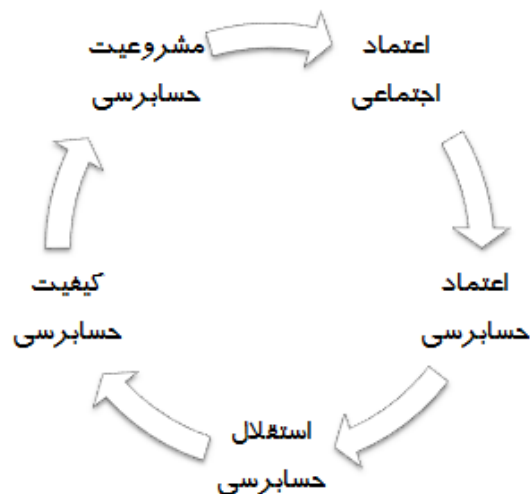 مشروعیت
حسابرسی
اعتماد
اجتماعی
اعتماد
حسابرسی
استقلال
حسابرسی
کیفیت
حسابرسی